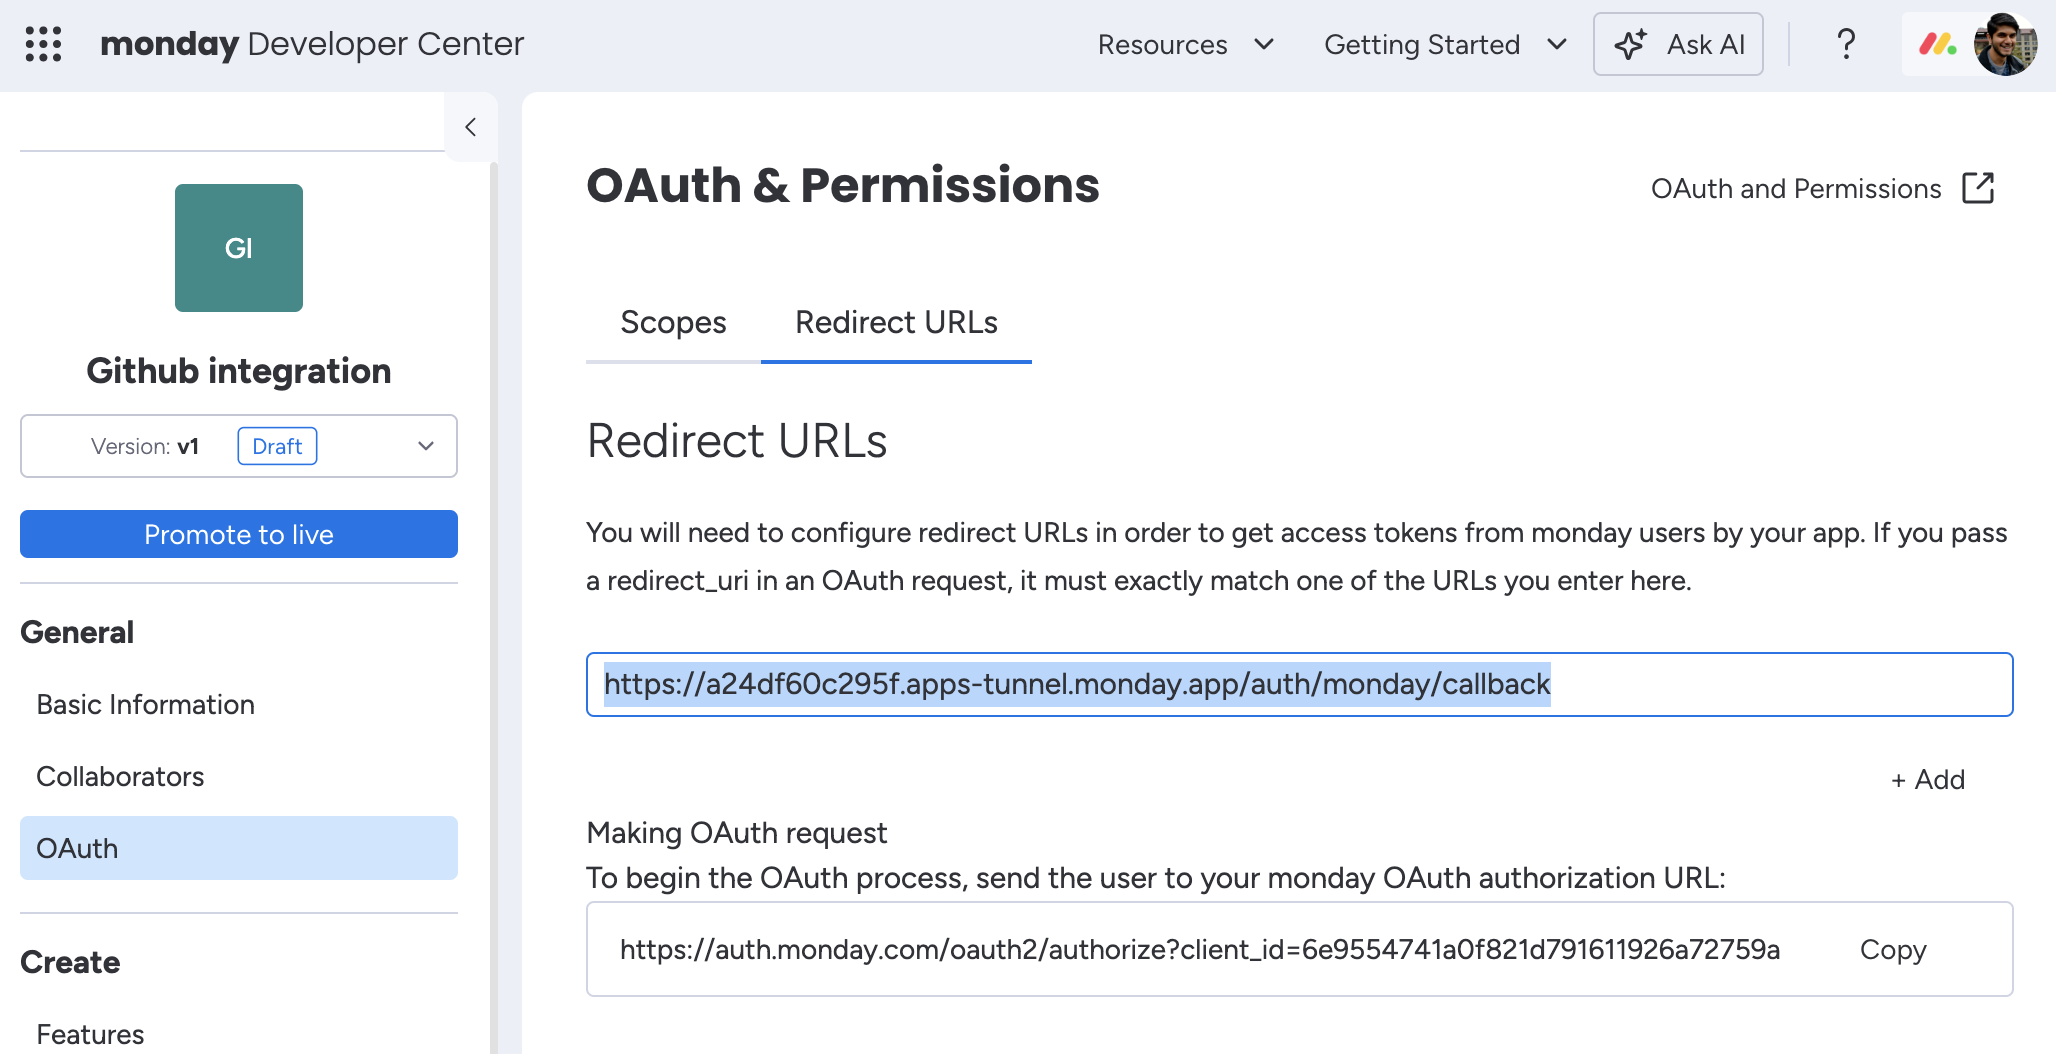 monday Developer Center
Resources
Getting Started
Ask AI
?
GI
Github integration
Version: v1 Draft
Promote to live
General
Basic Information
Collaborators
OAuth
Create
Features
OAuth & Permissions
OAuth and Permissions
Scopes
Redirect URLs
Redirect URLs
You will need to configure redirect URLs in order to get access tokens from monday users by your app. If you pass
a redirect_uri in an OAuth request, it must exactly match one of the URLs you enter here.
https://a24df60c295f.apps-tunnel.monday.app/auth/monday/callback
+ Add
Making OAuth request
To begin the OAuth process, send the user to your monday OAuth authorization URL:
https://auth.monday.com/oauth2/authorize?client_id=6e9554741a0f821d791611926a72759a
Copy